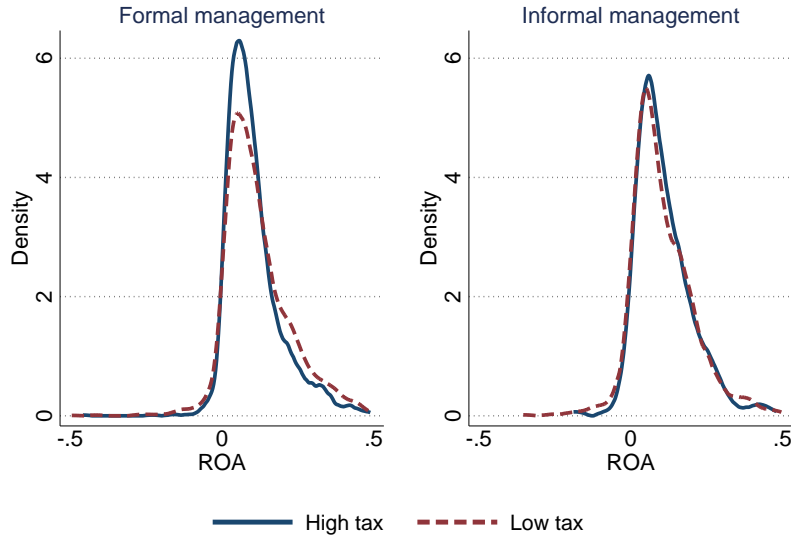 Formal management
Informal management
Density
6
4
2
0
-.5
0
.5
ROA
Density
6
4
2
0
-.5
0
.5
ROA
High tax
Low tax